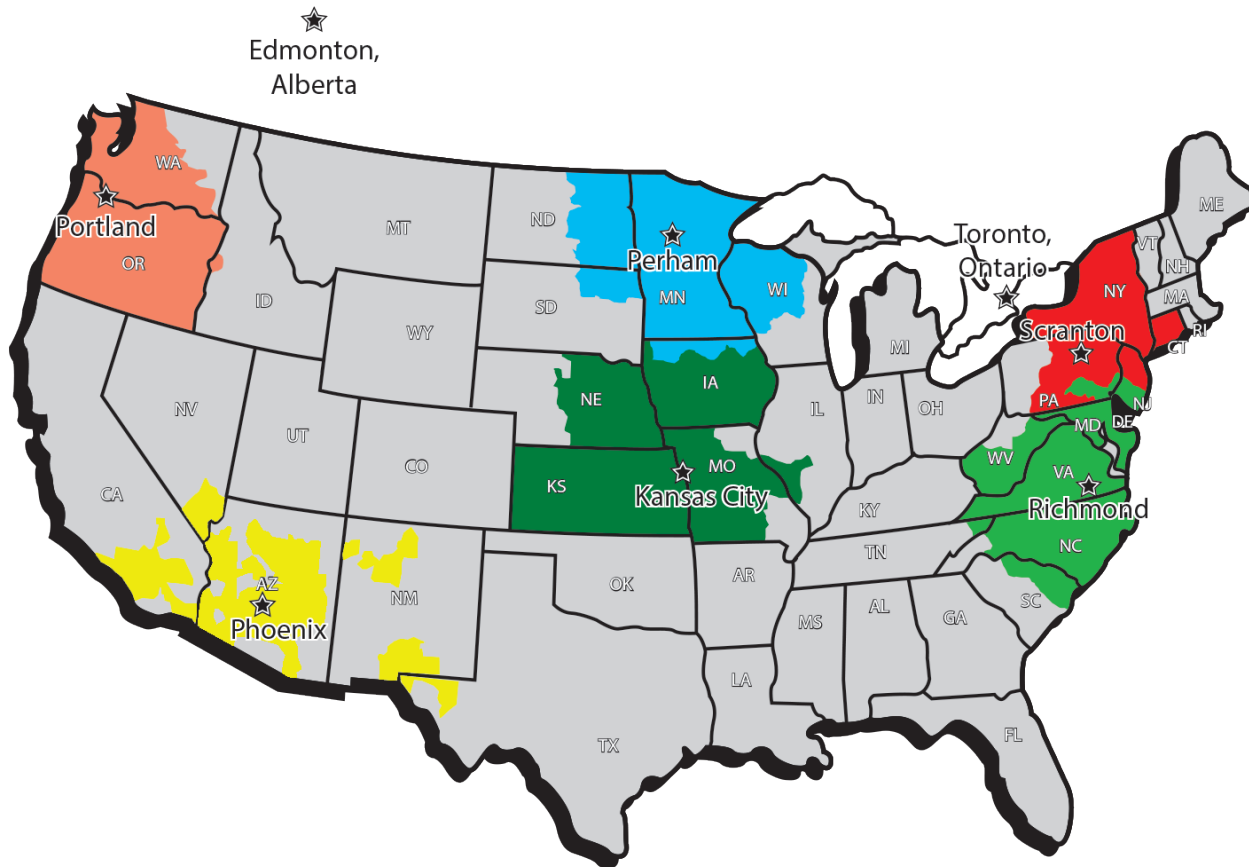 Edmonton,
Alberta
WA
Portland
OR
ID
MT
ND
Perham
MN
WI
SD
WY
Toronto,
Ontario
ME
VT
NH
NY
MA
RI
CT
Scranton
MI
PA
NJ
NE
IA
IL
IN
OH
NV
UT
CO
KS
MO
Kansas City
MD
DE
WV
VA
Richmond
KY
CA
AZ
Phoenix
NM
OK
AR
TN
NC
SC
MS
AL
GA
LA
TX
FL